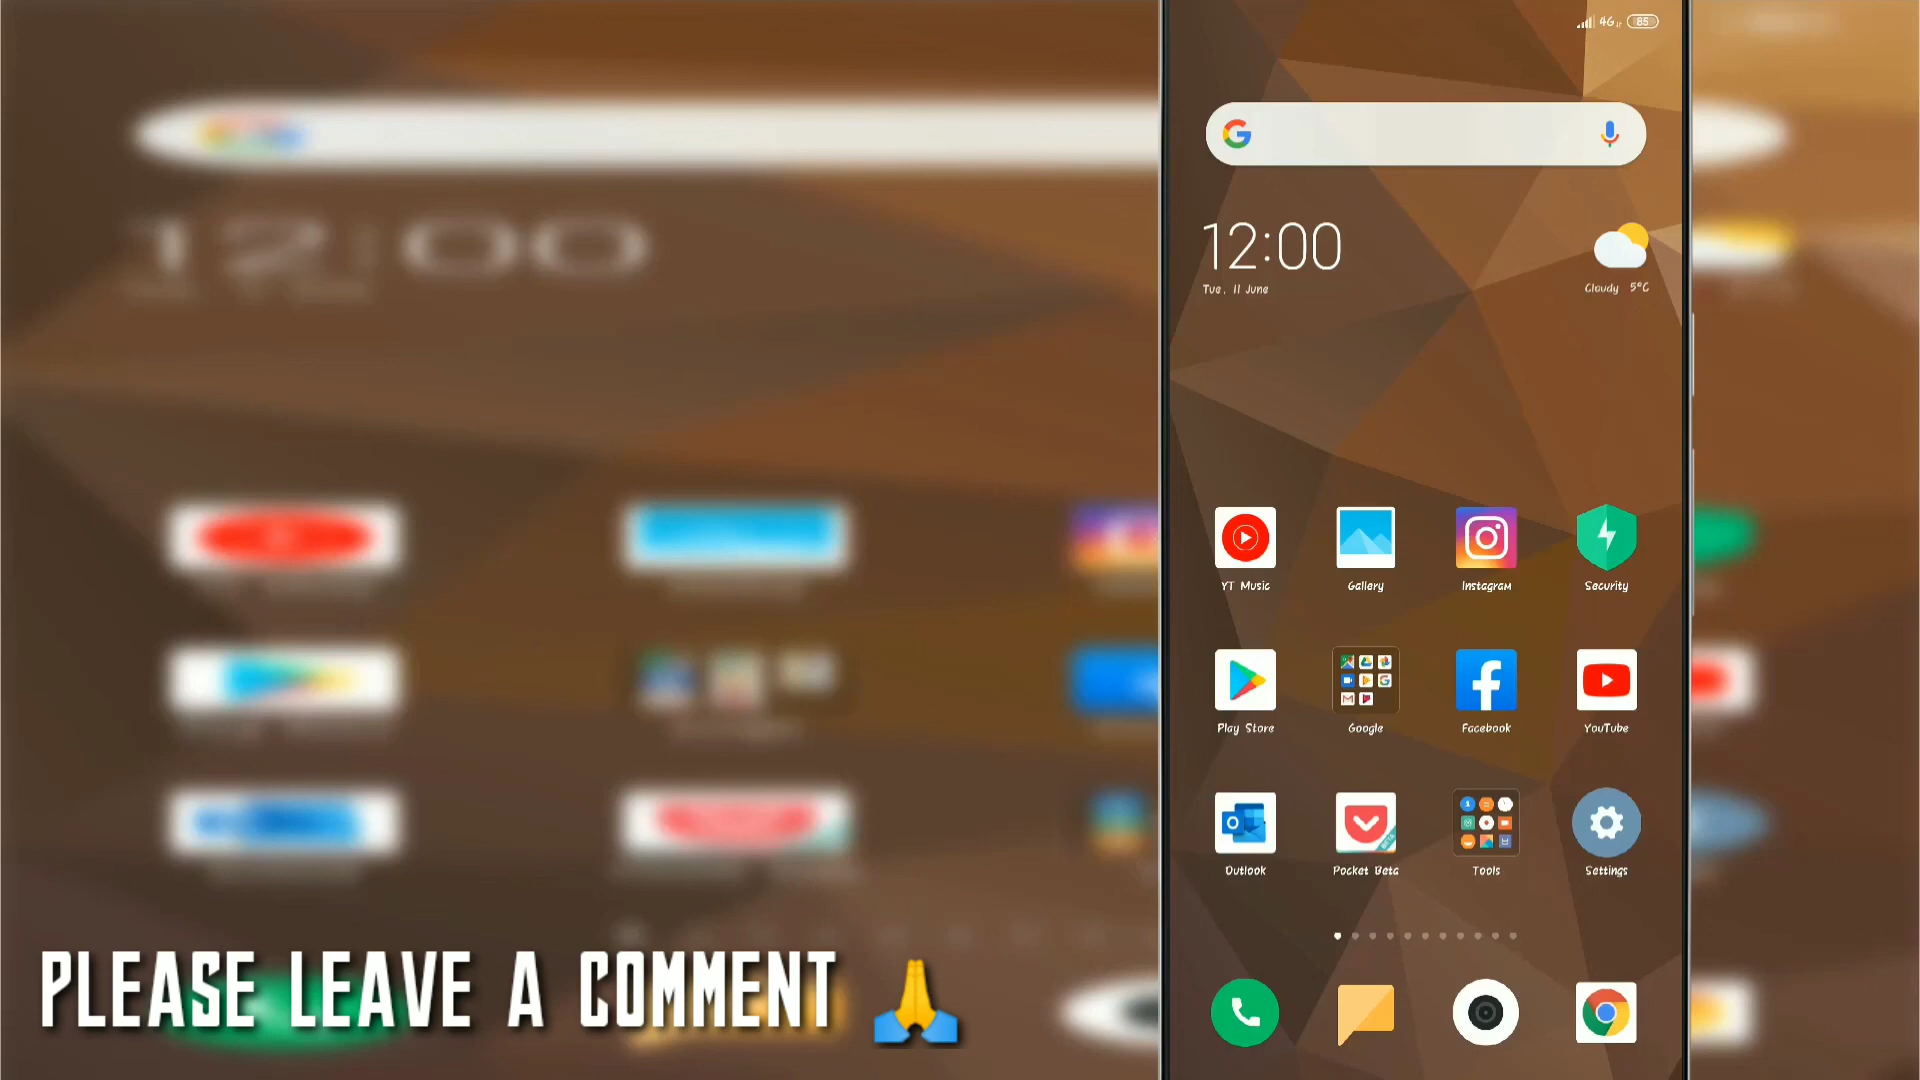 4G 85
12:00
Tue, 11 June
Cloudy 5°C
YT Music Gallery Instagram Security
Play Store Google Facebook YouTube
Outlook Pocket Beta Tools Settings
PLEASE LEAVE A COMMENT 🙏